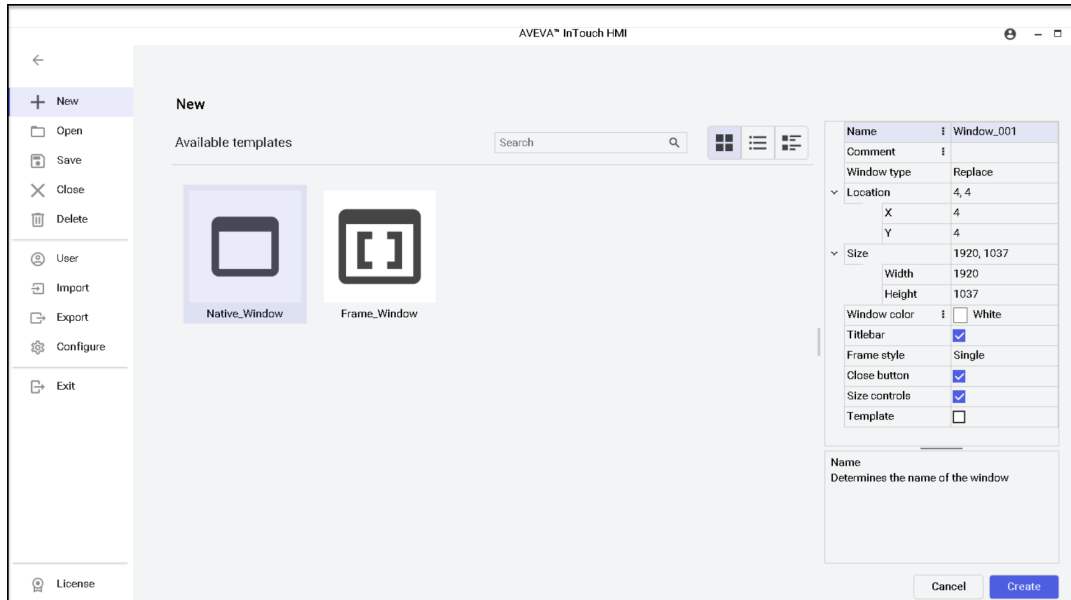 AVEVA™ InTouch HMI
New
Open
Save
Close
Delete
User
Import
Export
Configure
Exit
License
New
Available templates
Search
Native_Window
Frame_Window
Name Window_001
Comment
Window type Replace
Location 4, 4
X 4
Y 4
Size 1920, 1037
Width 1920
Height 1037
Window color White
Titlebar
Frame style Single
Close button
Size controls
Template
Name
Determines the name of the window
Cancel Create